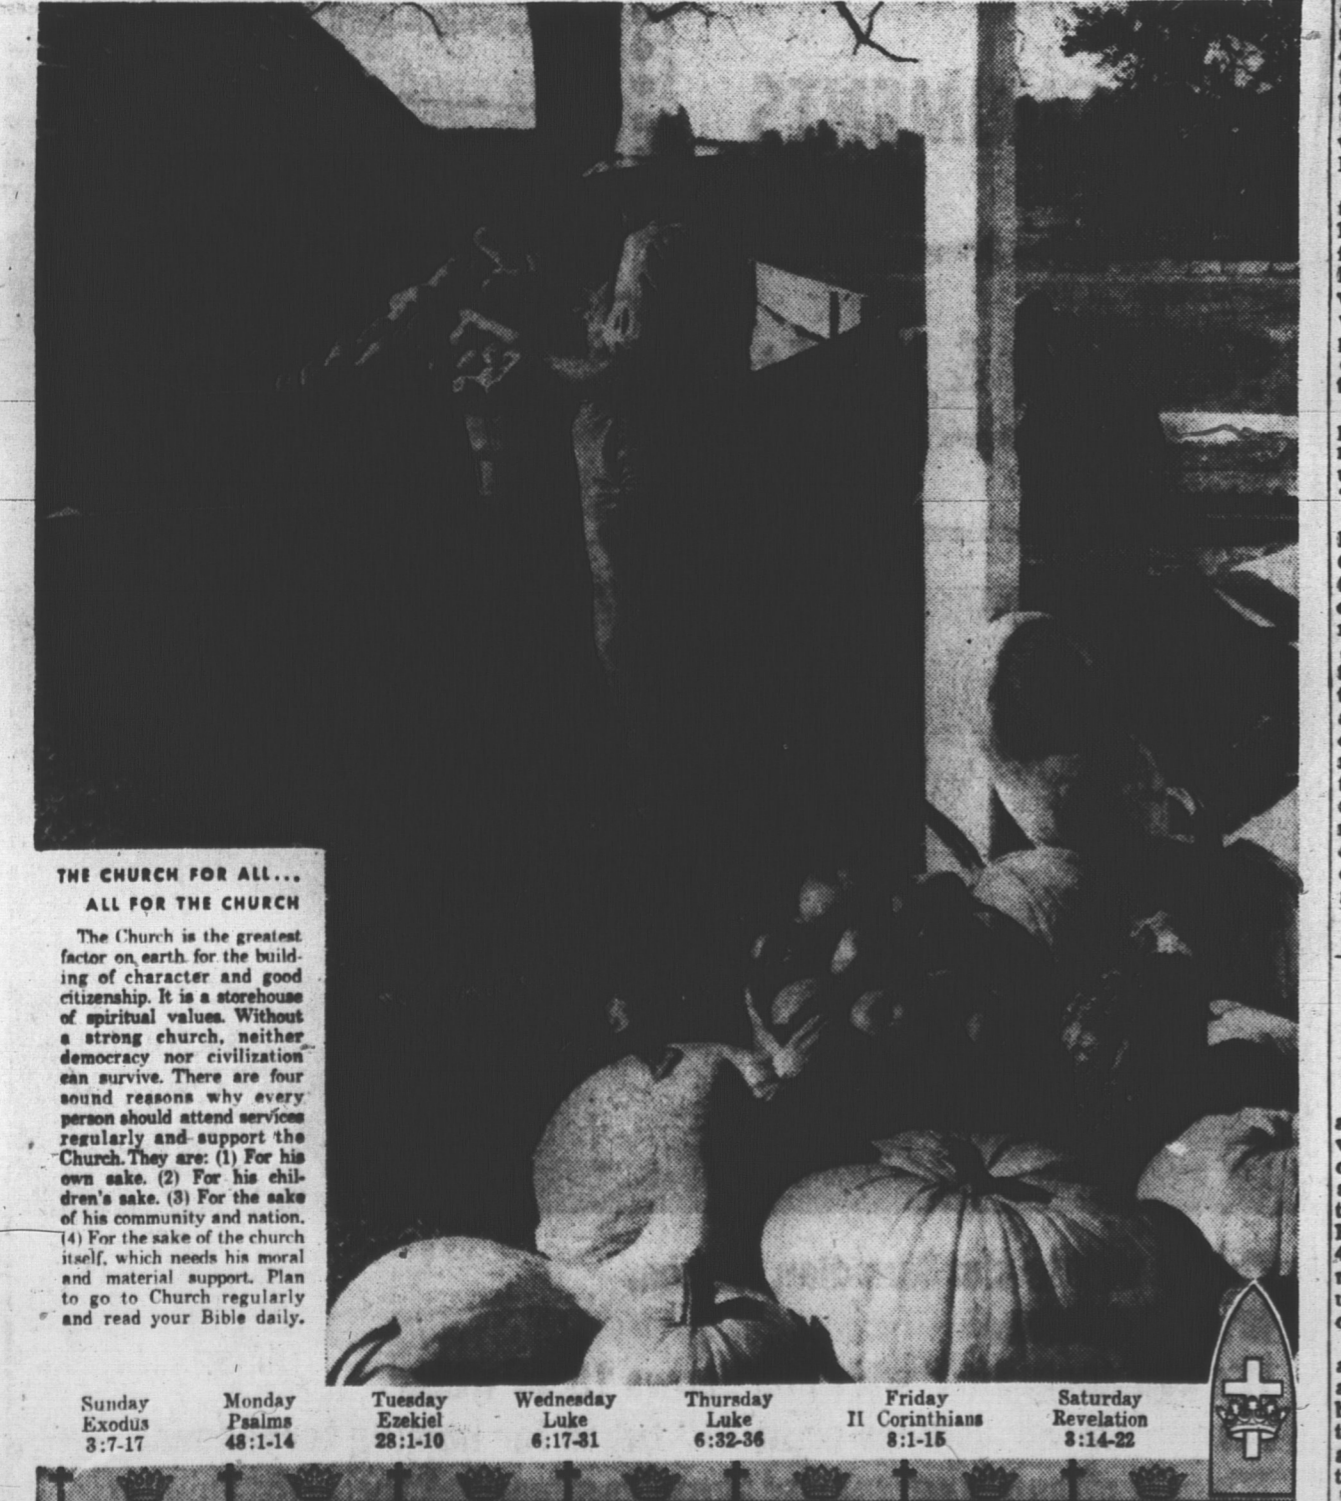 THE CHURCH FOR ALL...
ALL FOR THE CHURCH
The Church is the greatest
factor on earth for the build-
ing of character and good
citizenship. It is a storehouse
of spiritual values. Without
a strong church, neither
democracy nor civilization
can survive. There are four
sound reasons why every
person should attend services
regularly and support the
Church. They are: (1) For his
own sake. (2) For his chil-
dren's sake. (3) For the sake
of his community and nation.
(4) For the sake of the church
itself, which needs his moral
and material support. Plan
to go to Church regularly
and read your Bible daily.
Sunday
Exodus
3:7-17
Monday
Psalms
48:1-14
Tuesday
Ezekiel
28:1-10
Wednesday
Luke
6:17-31
Thursday
Luke
6:32-36
Friday
II Corinthians
8:1-15
Saturday
Revelation
3:14-22